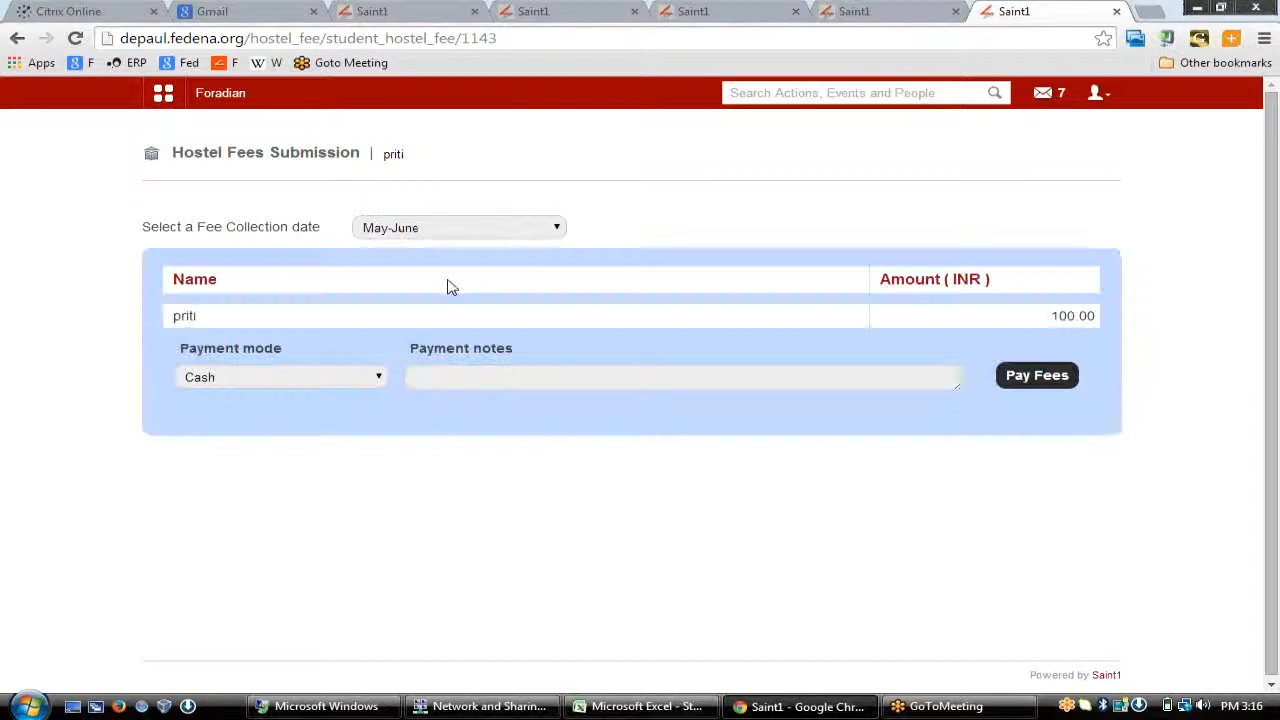 Citrix Online Gmail Saint1 Saint1 Saint1 Saint1 Saint1
depaul.fedena.org/hostel_fee/student_hostel_fee/1143
Apps F ERP Fed F W Goto Meeting Other bookmarks
Foradian Search Actions, Events and People 7
Hostel Fees Submission | priti
Select a Fee Collection date May-June
Name Amount ( INR )
priti 100.00
Payment mode Payment notes
Cash Pay Fees
Powered by Saint1
Microsoft Windows Network and Sharin... Microsoft Excel - St... Saint1 - Google Chr... GoToMeeting PM 3:16